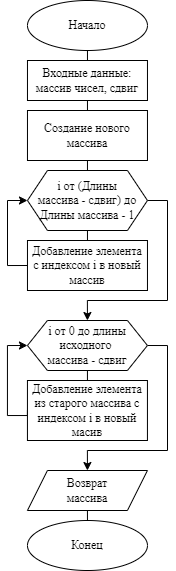 Начало
Входные данные:
массив чисел, сдвиг
Создание нового
массива
i от (Длины
массива - сдвиг) до
Длины массива - 1
Добавление элемента
с индексом i в новый
массив
i от 0 до длины
исходного
массива - сдвиг
Добавление элемента
из старого массива с
индексом i в новый
масив
Возврат
массива
Конец